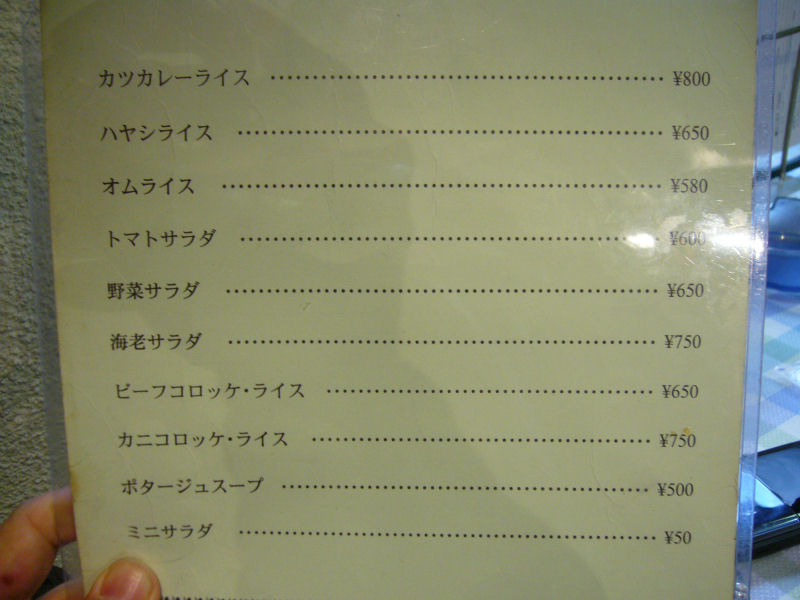 カツカレーライス ¥800
ハヤシライス ¥650
オムライス ¥580
トマトサラダ ¥600
野菜サラダ ¥650
海老サラダ ¥750
ビーフコロッケ・ライス ¥650
カニコロッケ・ライス ¥750
ポタージュスープ ¥500
ミニサラダ ¥50